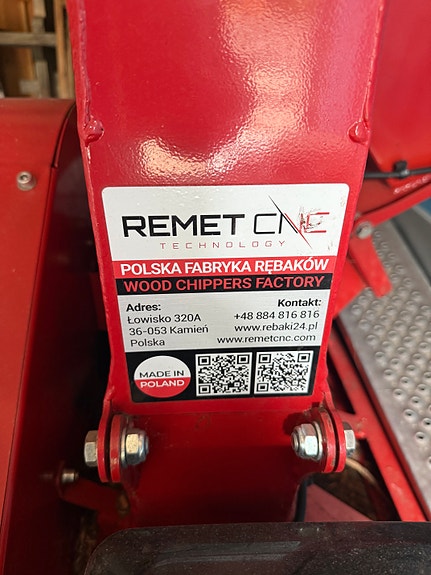 REMET CNC
TECHNOLOGY
POLSKA FABRYKA RĘBAKÓW
WOOD CHIPPERS FACTORY
Adres:
Łowisko 320A
36-053 Kamień
Polska
Kontakt:
+48 884 816 816
www.rebaki24.pl
www.remetcnc.com
MADE IN
POLAND